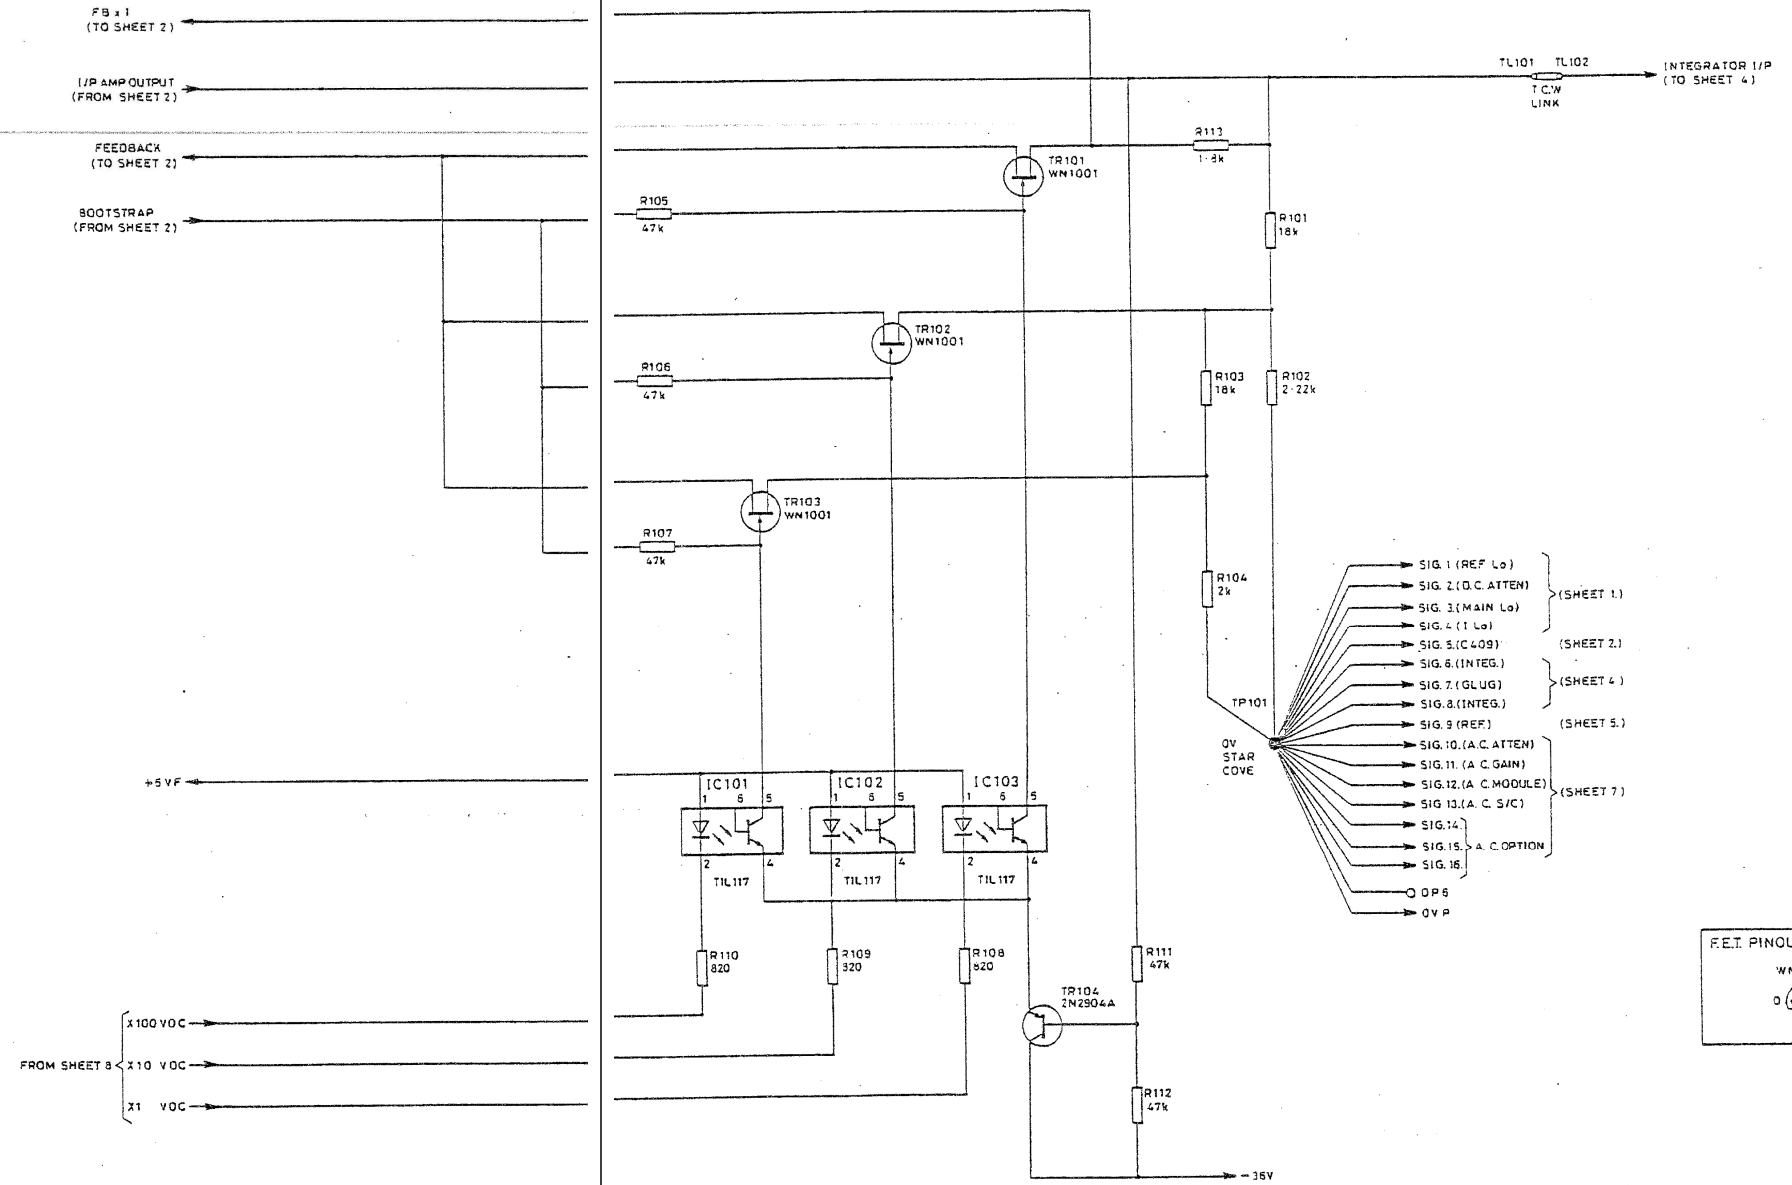 FB x 1
(TO SHEET 2)
I/P AMP OUTPUT
(FROM SHEET 2)
FEEDBACK
(TO SHEET 2)
BOOTSTRAP
(FROM SHEET 2)
TL101 TL102
T.C.W
LINK
INTEGRATOR I/P
(TO SHEET 4)
R113
1·8k
TR101
WN1001
R105
47k
R101
18k
TR102
WN1001
R106
47k
R103
18k
R102
2·22k
TR103
WN1001
R107
47k
R104
2k
TP101
0V
STAR
COVE
SIG. 1 (REF Lo)
SIG. 2.(D.C. ATTEN)
SIG. 3.(MAIN Lo)
SIG. 4 (I Lo)
(SHEET 1.)
SIG. 5.(C409)
(SHEET 2.)
SIG. 6.(INTEG.)
SIG. 7.(GLUG)
SIG. 8.(INTEG.)
(SHEET 4)
SIG. 9 (REF.)
(SHEET 5.)
SIG. 10.(A.C. ATTEN)
SIG. 11. (A.C. GAIN)
SIG. 12.(A.C. MODULE)
SIG 13.(A.C. S/C)
SIG. 14.
SIG. 15.
SIG. 16.
A.C. OPTION
(SHEET 7)
OP6
0V P
+5VF
IC101
1 6 5
2 4
TIL117
IC102
1 6 5
2 4
TIL117
IC103
1 6 5
2 4
TIL117
R110
820
R109
820
R108
820
R111
47k
TR104
2N2904A
R112
47k
-36V
FROM SHEET 8
X100 VOC
X10 VOC
X1 VOC
F.E.T. PINOU
WN